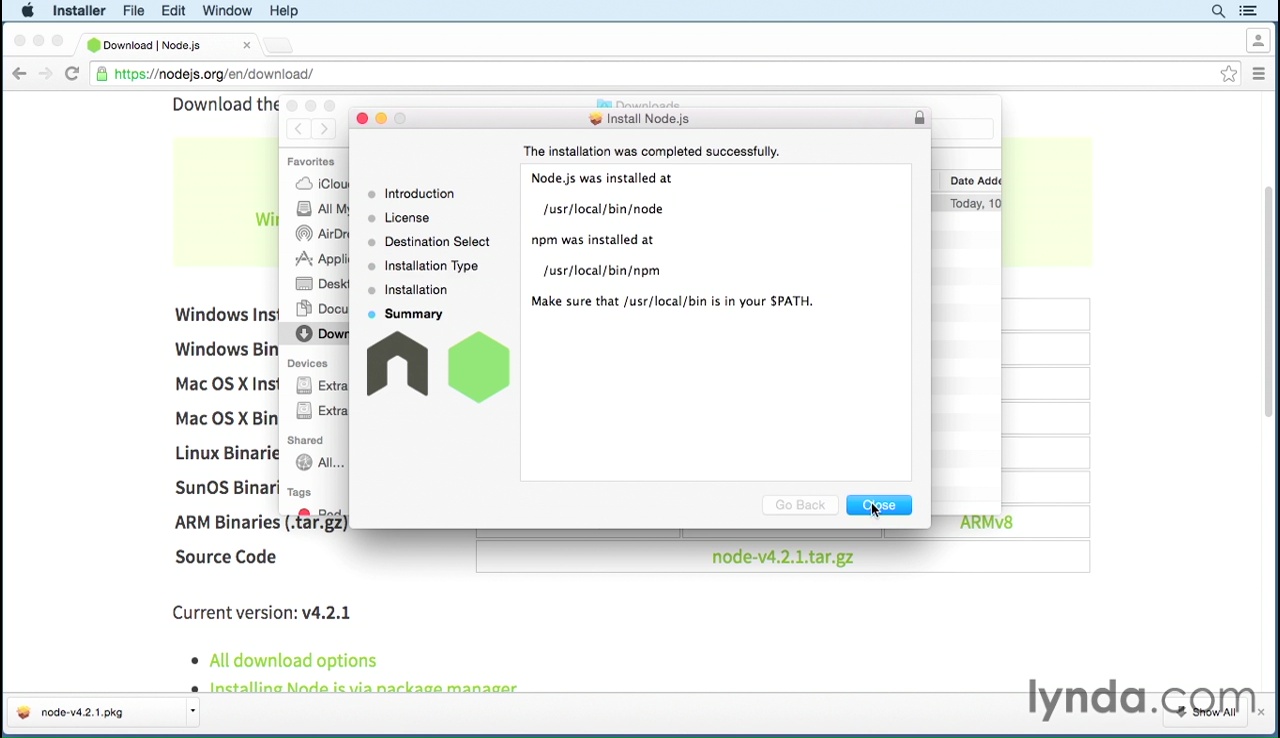 Installer File Edit Window Help
Download | Node.js
https://nodejs.org/en/download/
Download the
Downloads
Install Node.js
The installation was completed successfully.
Favorites
iClou
All My
AirDr
Appli
Deskt
Docu
Down
Devices
Extra
Extra
Shared
All...
Tags
Red
Introduction
License
Destination Select
Installation Type
Installation
Summary
Node.js was installed at
/usr/local/bin/node
npm was installed at
/usr/local/bin/npm
Make sure that /usr/local/bin is in your $PATH.
Go Back Close
Date Adde
Today, 10
Win
Windows Inst
Windows Bin
Mac OS X Inst
Mac OS X Bin
Linux Binarie
SunOS Binari
ARM Binaries (.tar.gz) ARMv8
Source Code node-v4.2.1.tar.gz
Current version: v4.2.1
All download options
Installing Node.js via package manager
node-v4.2.1.pkg
Show All
lynda.com